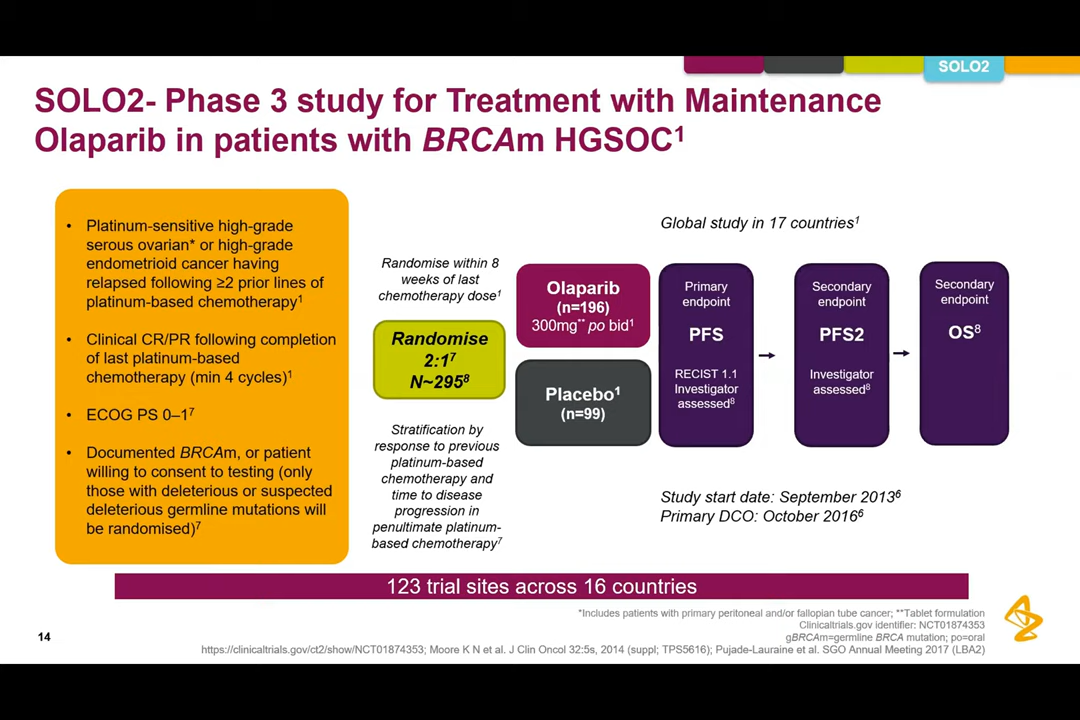 SOLO2
SOLO2- Phase 3 study for Treatment with Maintenance
Olaparib in patients with BRCAm HGSOC¹
• Platinum-sensitive high-grade
serous ovarian* or high-grade
endometrioid cancer having
relapsed following ≥2 prior lines of
platinum-based chemotherapy¹
• Clinical CR/PR following completion
of last platinum-based
chemotherapy (min 4 cycles)¹
• ECOG PS 0–1⁷
• Documented BRCAm, or patient
willing to consent to testing (only
those with deleterious or suspected
deleterious germline mutations will
be randomised)⁷
Randomise within 8
weeks of last
chemotherapy dose¹
Randomise
2:1⁷
N~295⁸
Stratification by
response to previous
platinum-based
chemotherapy and
time to disease
progression in
penultimate platinum-
based chemotherapy⁷
Global study in 17 countries¹
Olaparib
(n=196)
300mg** po bid¹
Placebo¹
(n=99)
Primary
endpoint
PFS
RECIST 1.1
Investigator
assessed⁸
Secondary
endpoint
PFS2
Investigator
assessed⁸
Secondary
endpoint
OS⁸
Study start date: September 2013⁶
Primary DCO: October 2016⁶
123 trial sites across 16 countries
*Includes patients with primary peritoneal and/or fallopian tube cancer; **Tablet formulation
Clinicaltrials.gov identifier: NCT01874353
gBRCAm=germline BRCA mutation; po=oral
https://clinicaltrials.gov/ct2/show/NCT01874353; Moore K N et al. J Clin Oncol 32:5s, 2014 (suppl; TPS5616); Pujade-Lauraine et al. SGO Annual Meeting 2017 (LBA2)
14